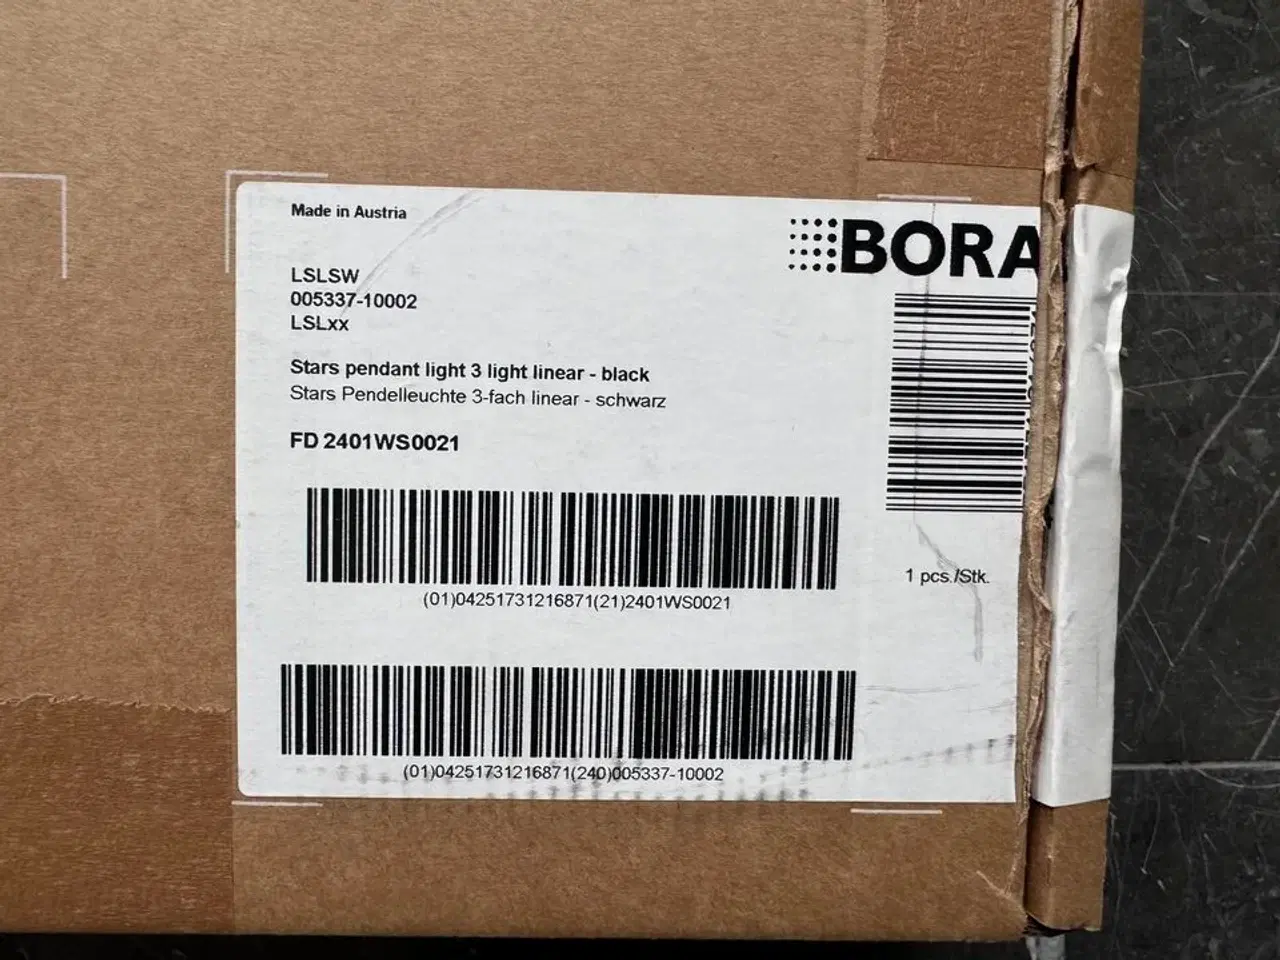 Made in Austria
BORA
LSLSW
005337-10002
LSLxx
Stars pendant light 3 light linear - black
Stars Pendelleuchte 3-fach linear - schwarz
FD 2401WS0021
(01)04251731216871(21)2401WS0021
1 pcs./Stk.
(01)04251731216871(240)005337-10002